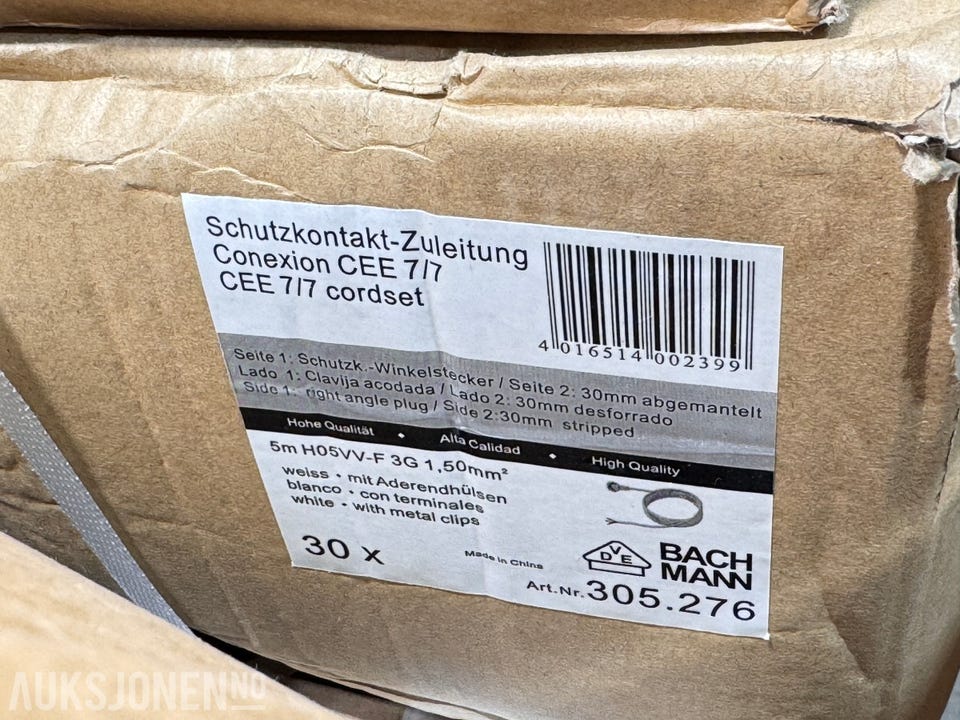 Schutzkontakt-Zuleitung
Conexion CEE 7/7
CEE 7/7 cordset
4 016514 002399
Seite 1: Schutzk.-Winkelstecker / Seite 2: 30mm abgemantelt
Lado 1: Clavija acodada / Lado 2: 30mm desforrado
Side 1: right angle plug / Side 2:30mm stripped
Hohe Qualität • Alta Calidad • High Quality
5m H05VV-F 3G 1,50mm²
weiss • mit Aderendhülsen
blanco • con terminales
white • with metal clips
30 x
Made in China
VDE
BACH
MANN
Art.Nr. 305.276
AUKSJONEN.NO